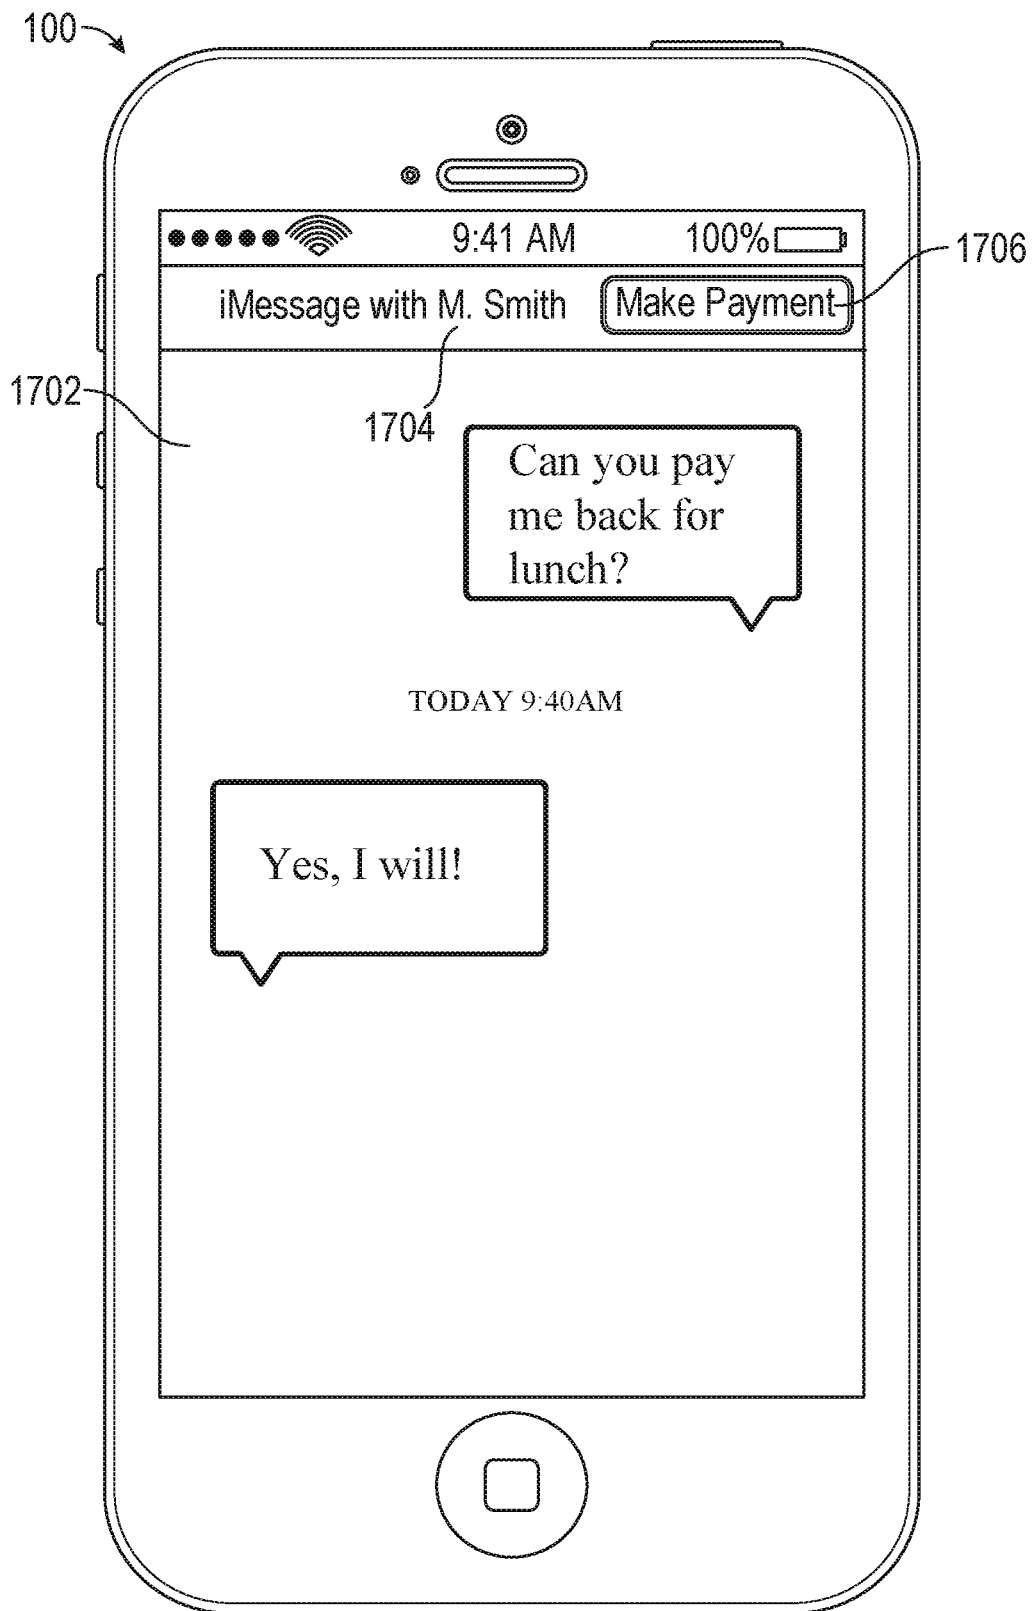 100
9:41 AM 100%
1706
iMessage with M. Smith Make Payment
1702
1704
Can you pay
me back for
lunch?
TODAY 9:40AM
Yes, I will!